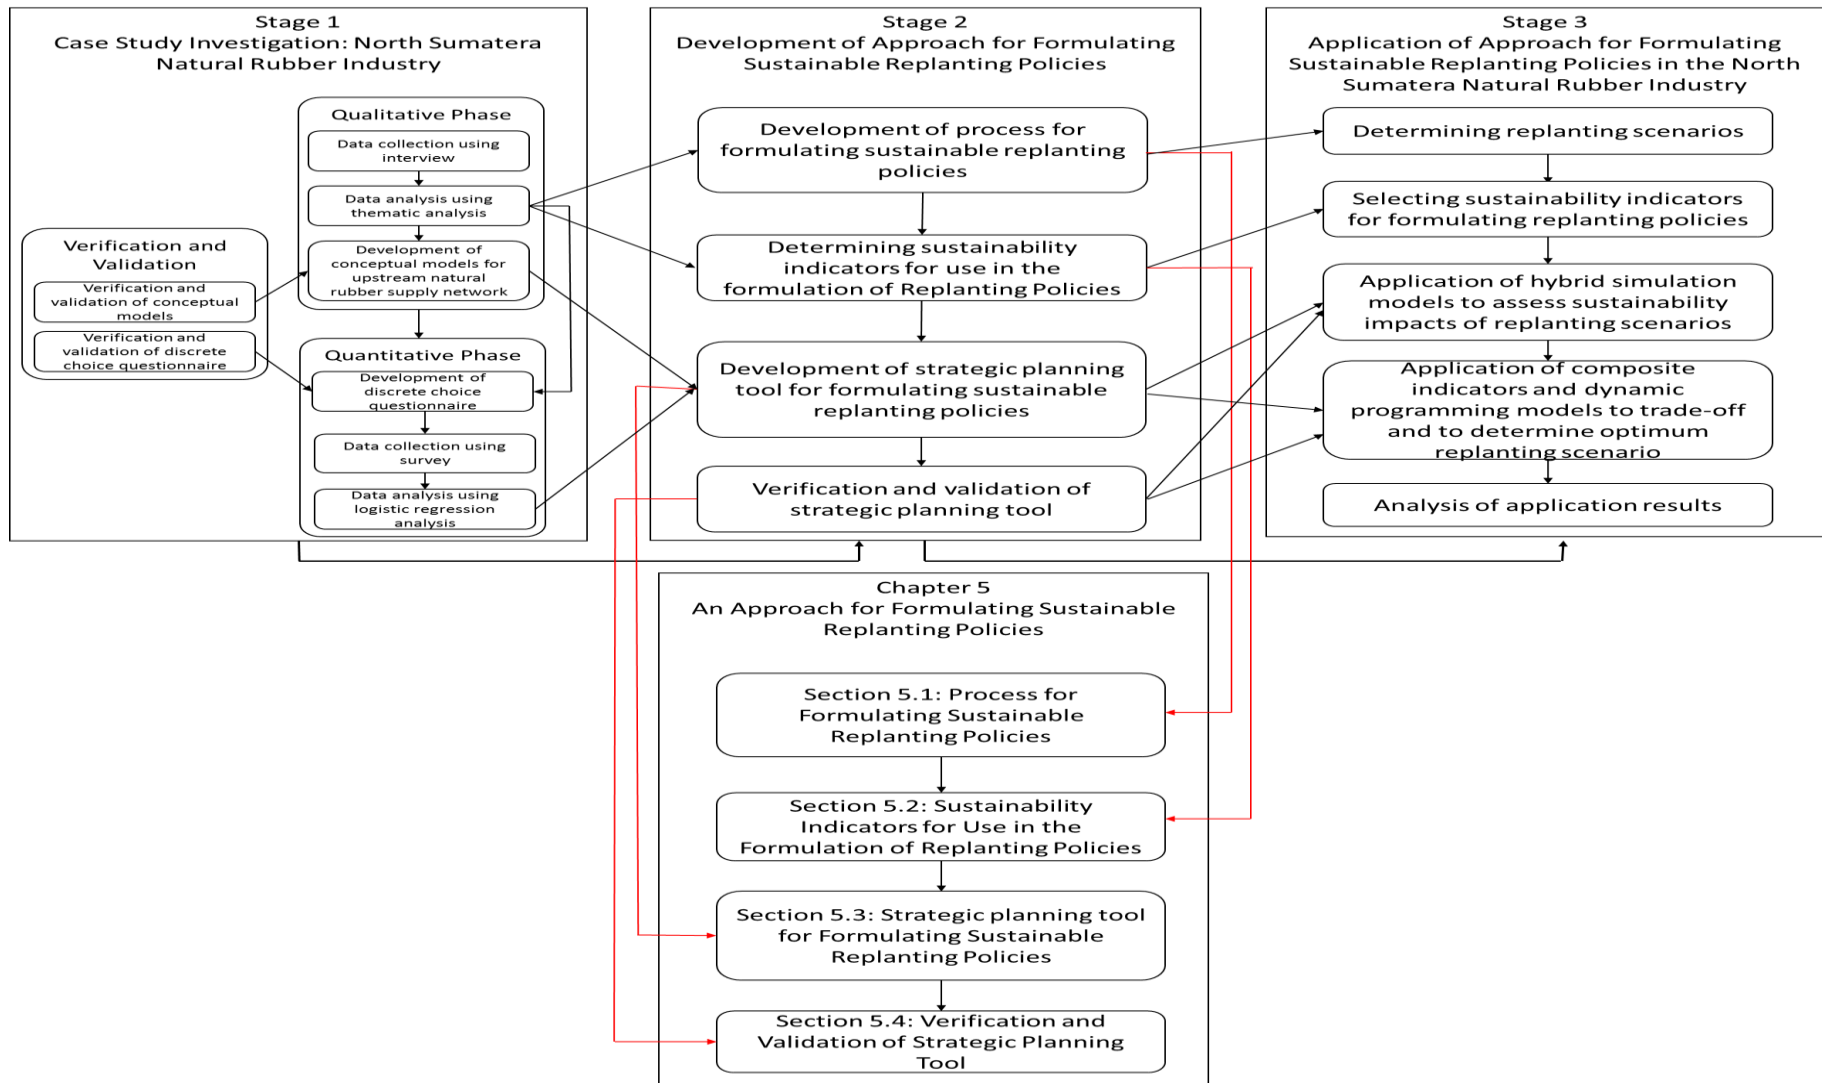 Stage 1
Case Study Investigation: North Sumatera
Natural Rubber Industry
Qualitative Phase
Data collection using
interview
Data analysis using
thematic analysis
Development of
conceptual models for
upstream natural
rubber supply network
Verification and
Validation
Verification and
validation of conceptual
models
Verification and
validation of discrete
choice questionnaire
Quantitative Phase
Development of
discrete choice
questionnaire
Data collection using
survey
Data analysis using
logistic regression
analysis
Stage 2
Development of Approach for Formulating
Sustainable Replanting Policies
Development of process for
formulating sustainable replanting
policies
Determining sustainability
indicators for use in the
formulation of Replanting Policies
Development of strategic planning
tool for formulating sustainable
replanting policies
Verification and validation of
strategic planning tool
Stage 3
Application of Approach for Formulating
Sustainable Replanting Policies in the North
Sumatera Natural Rubber Industry
Determining replanting scenarios
Selecting sustainability indicators
for formulating replanting policies
Application of hybrid simulation
models to assess sustainability
impacts of replanting scenarios
Application of composite
indicators and dynamic
programming models to trade-off
and to determine optimum
replanting scenario
Analysis of application results
Chapter 5
An Approach for Formulating Sustainable
Replanting Policies
Section 5.1: Process for
Formulating Sustainable
Replanting Policies
Section 5.2: Sustainability
Indicators for Use in the
Formulation of Replanting Policies
Section 5.3: Strategic planning tool
for Formulating Sustainable
Replanting Policies
Section 5.4: Verification and
Validation of Strategic Planning
Tool